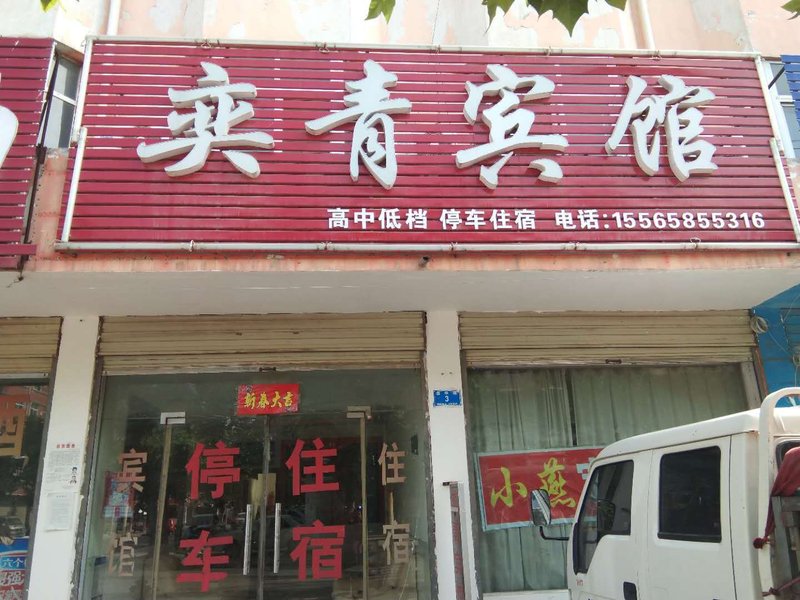 奕青宾馆
高中低档 停车住宿 电话:15565855316
新春大吉
3
宾馆
停车
住宿
住宿
小燕